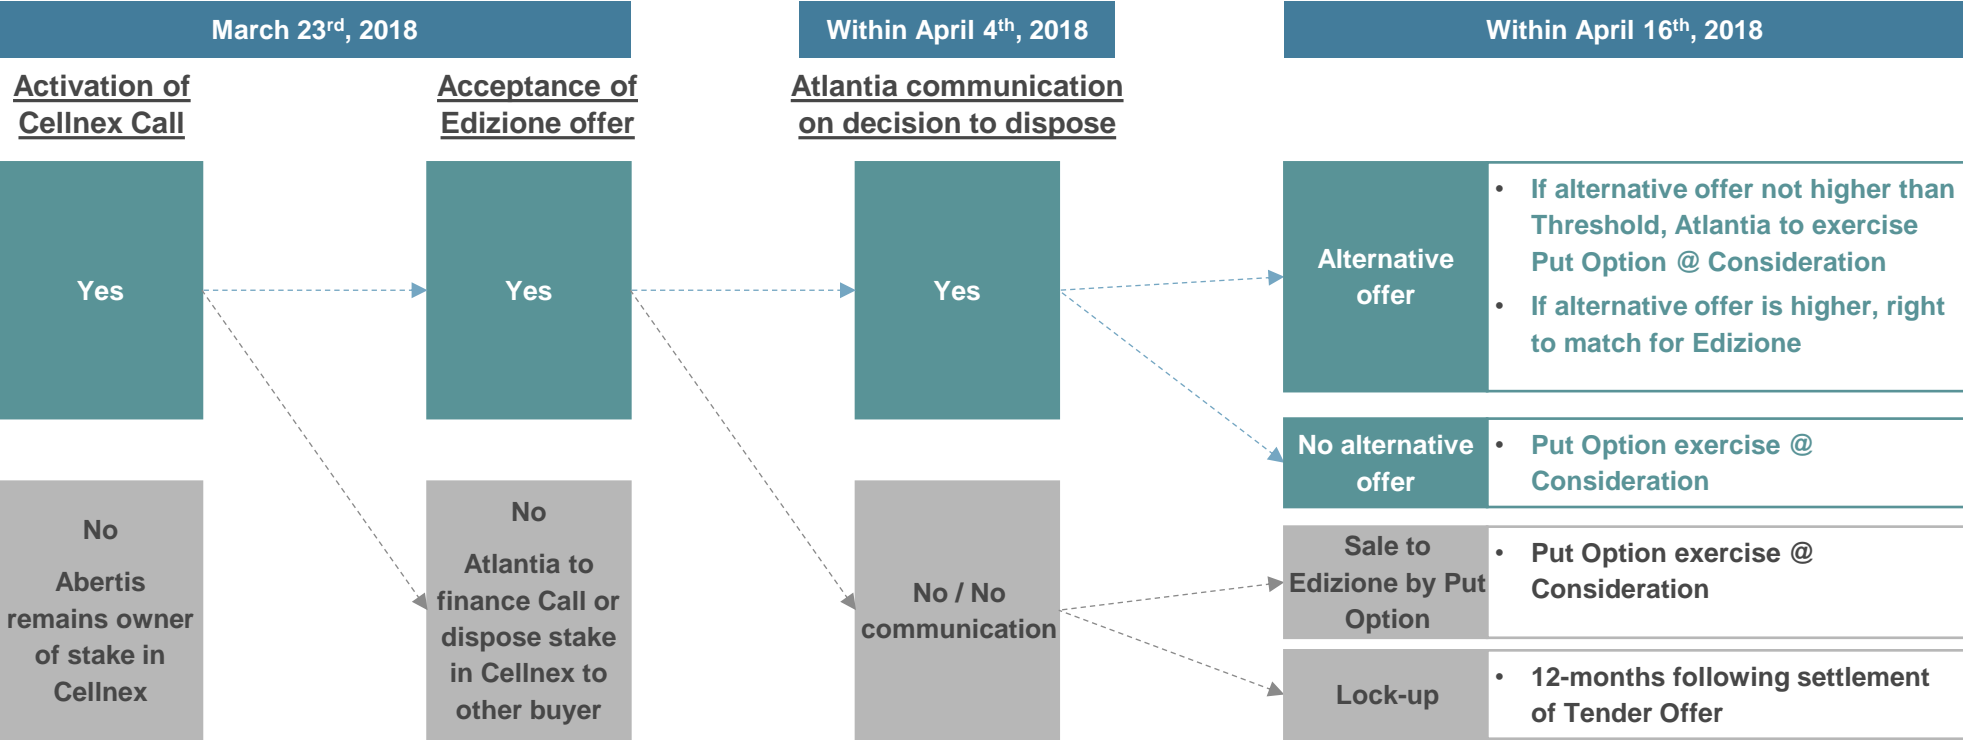 March 23rd, 2018
Within April 4th, 2018
Within April 16th, 2018
Activation of
Cellnex Call
Acceptance of
Edizione offer
Atlantia communication
on decision to dispose
Yes
Yes
Yes
Alternative
offer
• If alternative offer not higher than
Threshold, Atlantia to exercise
Put Option @ Consideration
• If alternative offer is higher, right
to match for Edizione
No alternative
offer
• Put Option exercise @
Consideration
No
Abertis
remains owner
of stake in
Cellnex
No
Atlantia to
finance Call or
dispose stake
in Cellnex to
other buyer
No / No
communication
Sale to
Edizione by Put
Option
• Put Option exercise @
Consideration
Lock-up
• 12-months following settlement
of Tender Offer